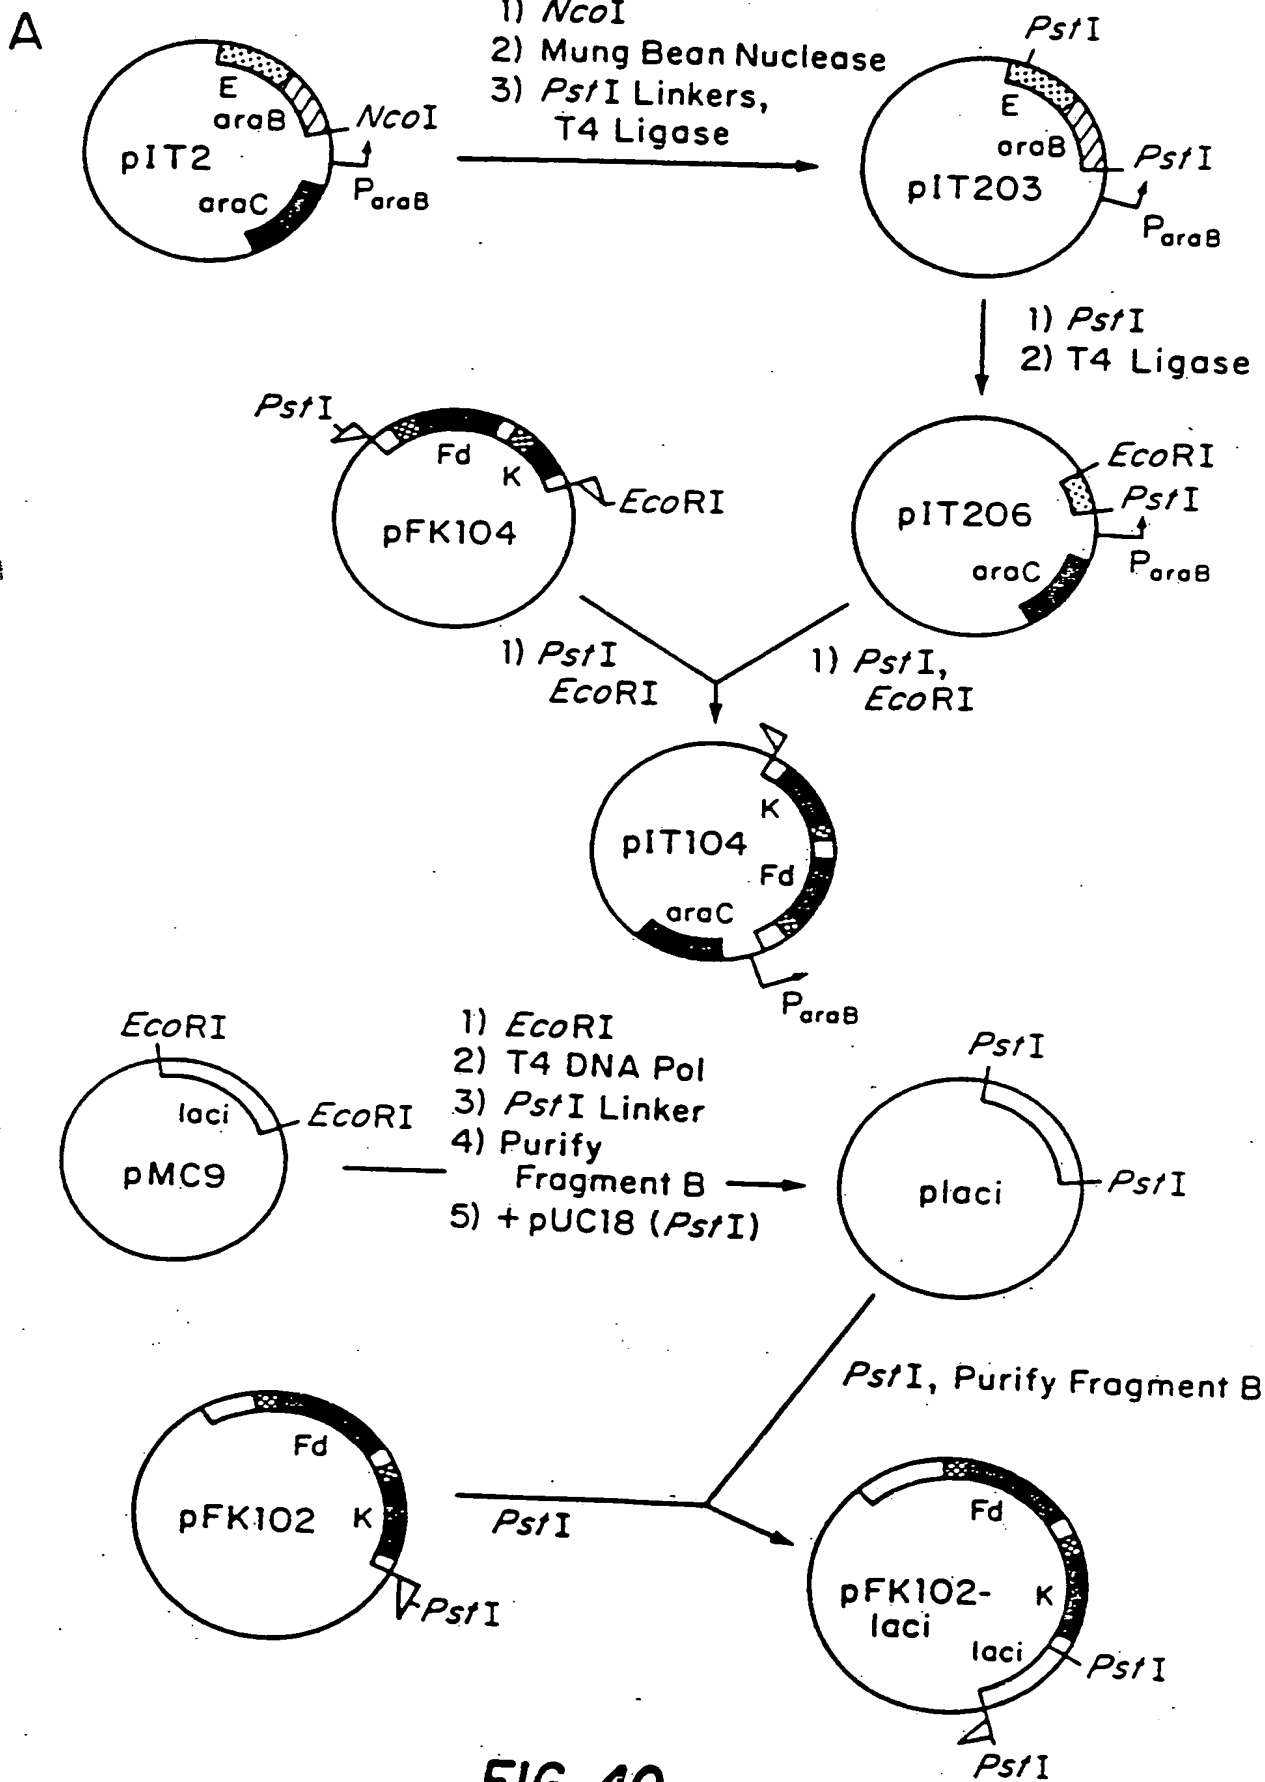 A
1) NcoI
2) Mung Bean Nuclease
3) PstI Linkers,
T4 Ligase
E
araB
NcoI
pIT2
araC
ParaB
PstI
E
araB
PstI
pIT203
ParaB
1) PstI
2) T4 Ligase
PstI
Fd
K
EcoRI
pFK104
EcoRI
PstI
pIT206
araC
ParaB
1) PstI
EcoRI
1) PstI,
EcoRI
K
pIT104
Fd
araC
ParaB
EcoRI
laci
EcoRI
pMC9
1) EcoRI
2) T4 DNA Pol
3) PstI Linker
4) Purify
Fragment B
5) + pUC18 (PstI)
PstI
placi
PstI
PstI, Purify Fragment B
Fd
pFK102
K
PstI
PstI
Fd
pFK102-
laci
K
laci
PstI
PstI
FIG. 40